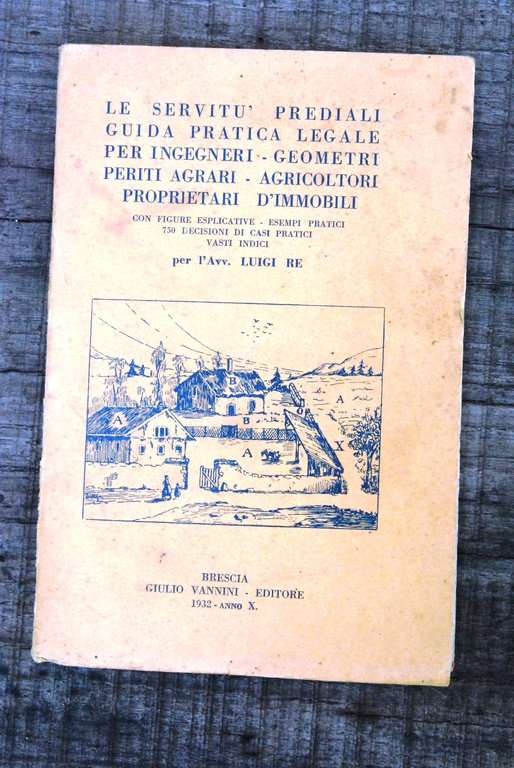 LE SERVITU' PREDIALI
GUIDA PRATICA LEGALE
PER INGEGNERI - GEOMETRI
PERITI AGRARI - AGRICOLTORI
PROPRIETARI D'IMMOBILI
CON FIGURE ESPLICATIVE - ESEMPI PRATICI
750 DECISIONI DI CASI PRATICI
VASTI INDICI
per l'Avv. LUIGI RE
B
A
A
B
A
X
BRESCIA
GIULIO VANNINI - EDITORE
1932 - ANNO X.